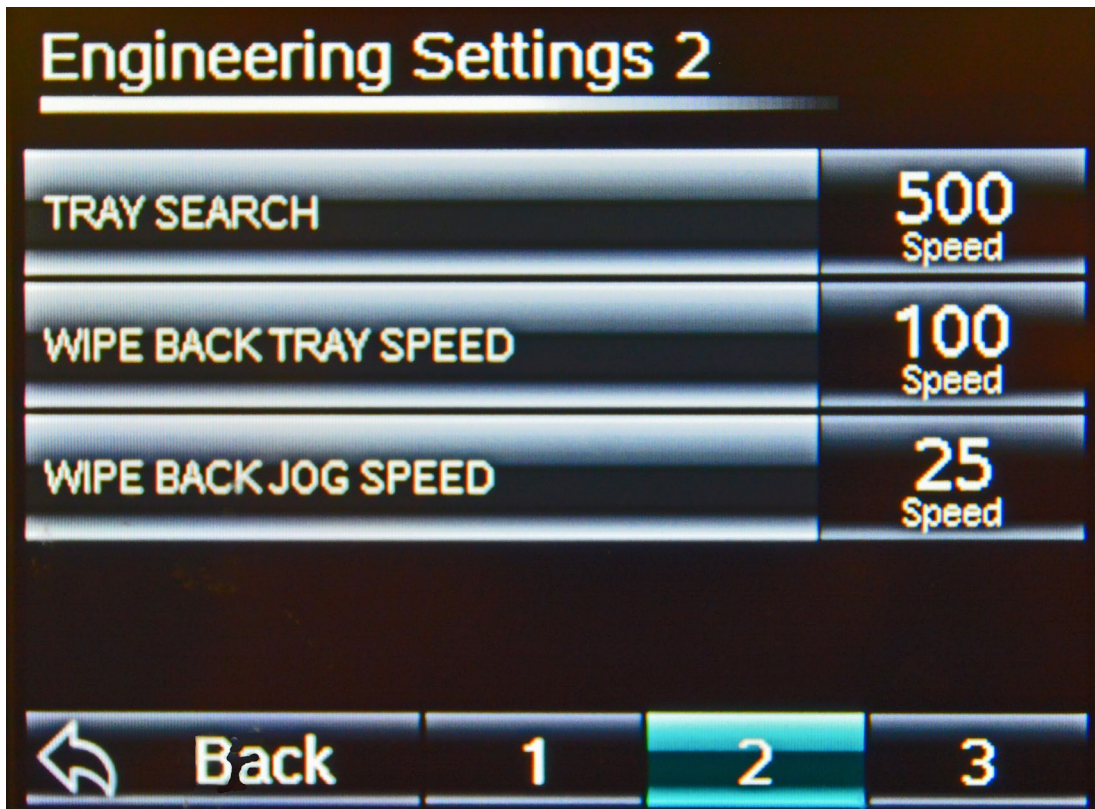 Engineering Settings 2
TRAY SEARCH
500
Speed
WIPE BACK TRAY SPEED
100
Speed
WIPE BACK JOG SPEED
25
Speed
Back
1
2
3